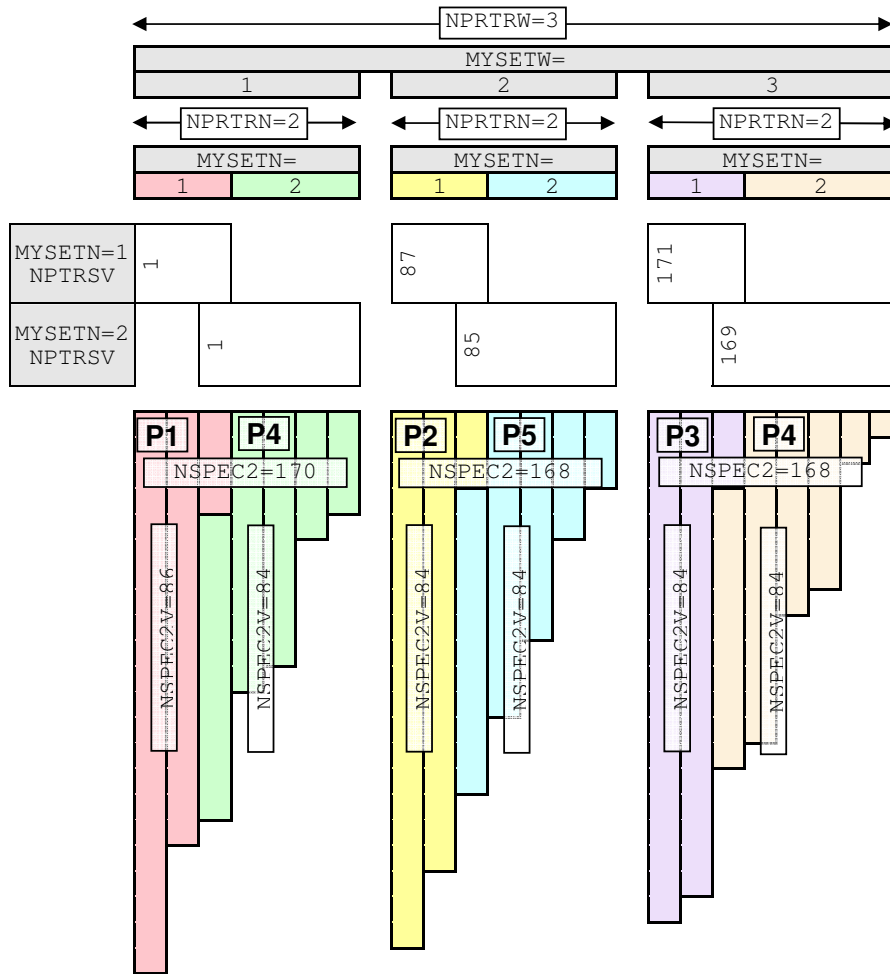 NPRTRW=3
MYSETW=
1 2 3
NPRTRN=2 NPRTRN=2 NPRTRN=2
MYSETN= MYSETN= MYSETN=
1 2 1 2 1 2
MYSETN=1
NPTRSV
1 87 171
MYSETN=2
NPTRSV
1 85 169
P1 P4 P2 P5 P3 P4
NSPEC2=170 NSPEC2=168 NSPEC2=168
NSPEC2V=86 NSPEC2V=84 NSPEC2V=84 NSPEC2V=84 NSPEC2V=84 NSPEC2V=84